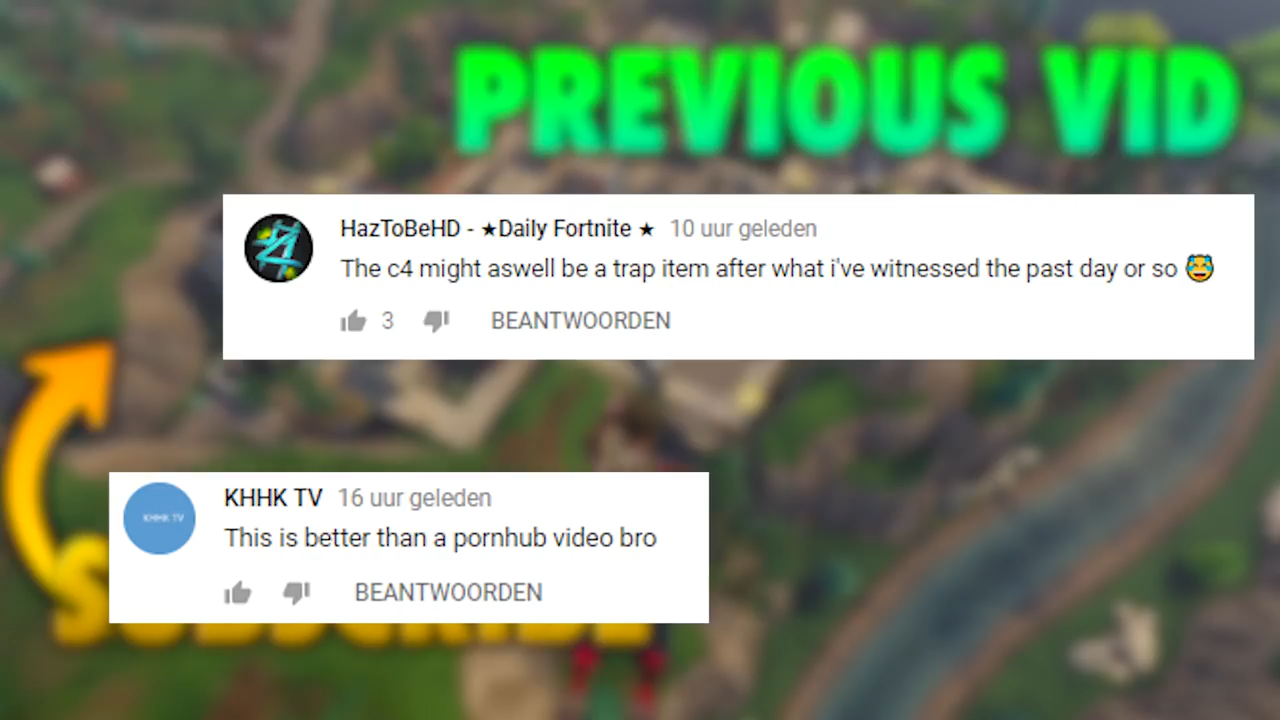 PREVIOUS VID
HazToBeHD - ★Daily Fortnite ★ 10 uur geleden
The c4 might aswell be a trap item after what i've witnessed the past day or so 😅
3 BEANTWOORDEN
KHHK TV 16 uur geleden
KHHK TV
This is better than a pornhub video bro
BEANTWOORDEN
SUBSCRIBE